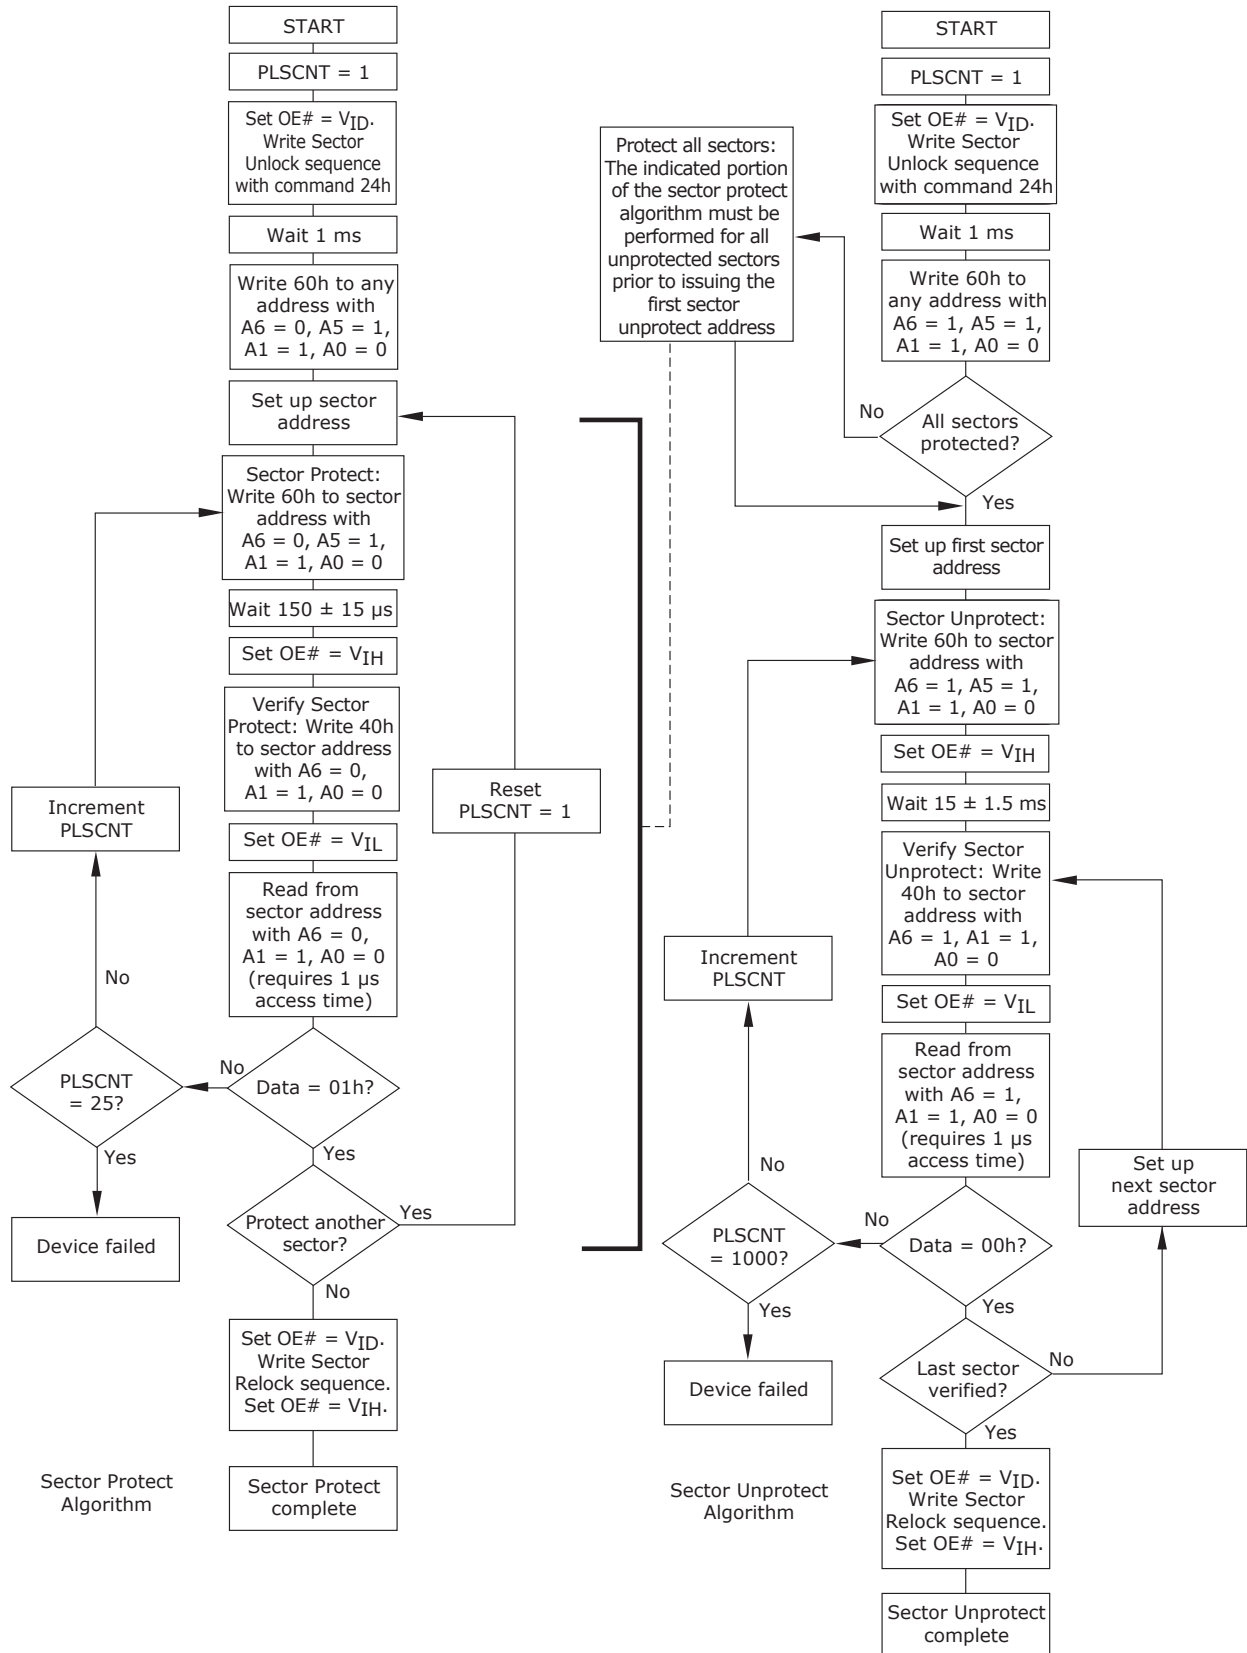 START
PLSCNT = 1
Set OE# = VID.
Write Sector
Unlock sequence
with command 24h
Wait 1 ms
Write 60h to any
address with
A6 = 0, A5 = 1,
A1 = 1, A0 = 0
Set up sector
address
Sector Protect:
Write 60h to sector
address with
A6 = 0, A5 = 1,
A1 = 1, A0 = 0
Wait 150 ± 15 µs
Set OE# = VIH
Verify Sector
Protect: Write 40h
to sector address
with A6 = 0,
A1 = 1, A0 = 0
Increment
PLSCNT
Reset
PLSCNT = 1
Set OE# = VIL
Read from
sector address
with A6 = 0,
A1 = 1, A0 = 0
(requires 1 µs
access time)
No
No
PLSCNT
= 25?
Data = 01h?
Yes
Yes
Device failed
Protect another
sector?
Yes
No
Set OE# = VID.
Write Sector
Relock sequence.
Set OE# = VIH.
Sector Protect
complete
Sector Protect
Algorithm
START
PLSCNT = 1
Set OE# = VID.
Write Sector
Unlock sequence
with command 24h
Protect all sectors:
The indicated portion
of the sector protect
algorithm must be
performed for all
unprotected sectors
prior to issuing the
first sector
unprotect address
Wait 1 ms
Write 60h to
any address with
A6 = 1, A5 = 1,
A1 = 1, A0 = 0
No
All sectors
protected?
Yes
Set up first sector
address
Sector Unprotect:
Write 60h to sector
address with
A6 = 1, A5 = 1,
A1 = 1, A0 = 0
Set OE# = VIH
Wait 15 ± 1.5 ms
Verify Sector
Unprotect: Write
40h to sector
address with
A6 = 1, A1 = 1,
A0 = 0
Increment
PLSCNT
Set OE# = VIL
Read from
sector address
with A6 = 1,
A1 = 1, A0 = 0
(requires 1 µs
access time)
Set up
next sector
address
No
No
PLSCNT
= 1000?
Data = 00h?
Yes
Yes
Device failed
Last sector
verified?
No
Yes
Set OE# = VID.
Write Sector
Relock sequence.
Set OE# = VIH.
Sector Unprotect
complete
Sector Unprotect
Algorithm